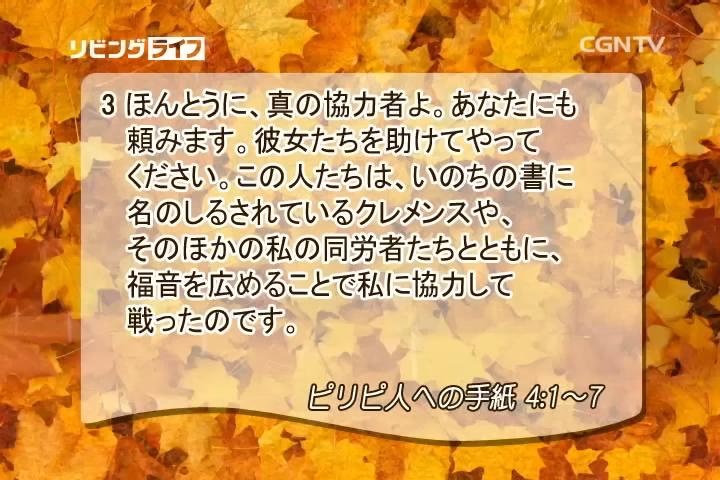 リビングライフ
CGNTV
3 ほんとうに、真の協力者よ。あなたにも
頼みます。彼女たちを助けてやって
ください。この人たちは、いのちの書に
名のしるされているクレメンスや、
そのほかの私の同労者たちとともに、
福音を広めることで私に協力して
戦ったのです。
ピリピ人への手紙 4:1～7